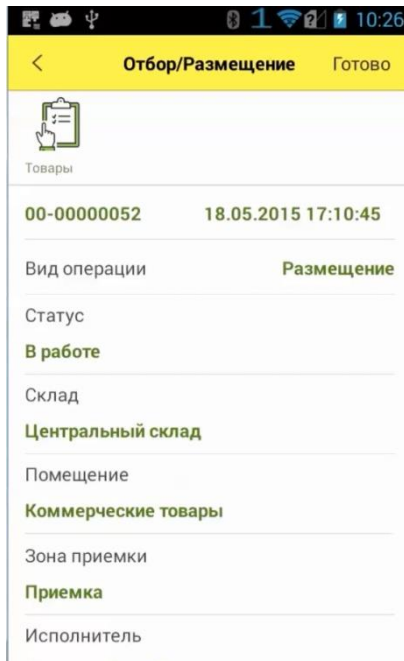 1 10:26
Отбор/Размещение Готово
Товары
00-00000052 18.05.2015 17:10:45
Вид операции Размещение
Статус
В работе
Склад
Центральный склад
Помещение
Коммерческие товары
Зона приемки
Приемка
Исполнитель